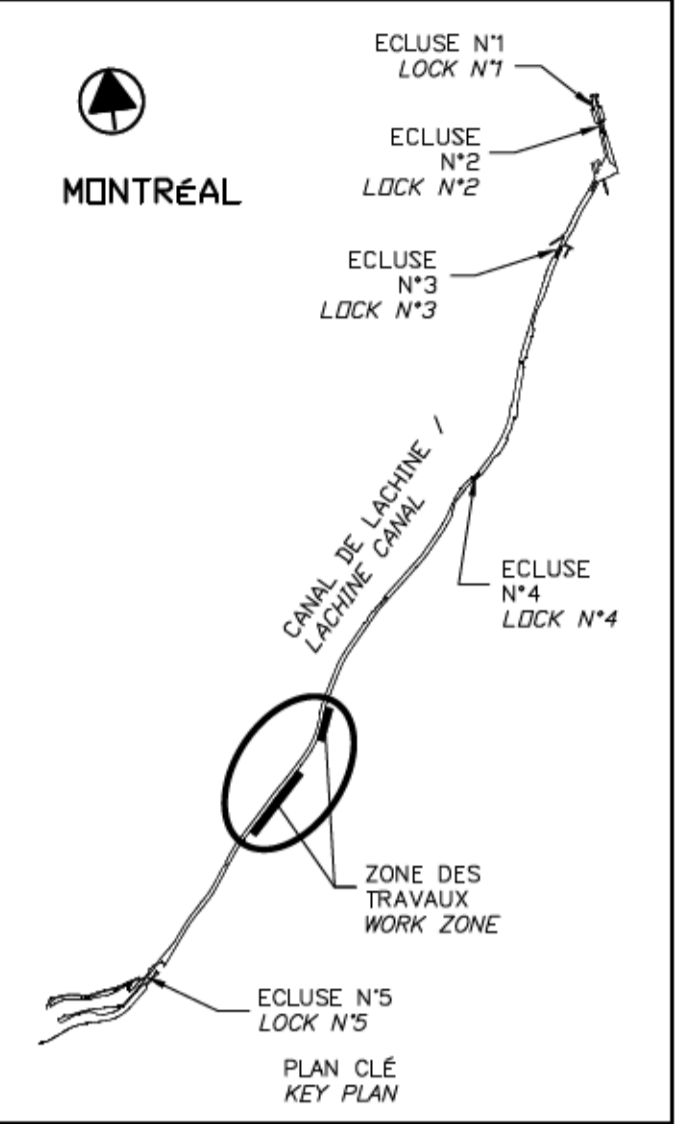 ECLUSE N°1
LOCK N°1
ECLUSE
N°2
LOCK N°2
MONTRÉAL
ECLUSE
N°3
LOCK N°3
CANAL DE LACHINE /
LACHINE CANAL
ECLUSE
N°4
LOCK N°4
ZONE DES
TRAVAUX
WORK ZONE
ECLUSE N°5
LOCK N°5
PLAN CLÉ
KEY PLAN